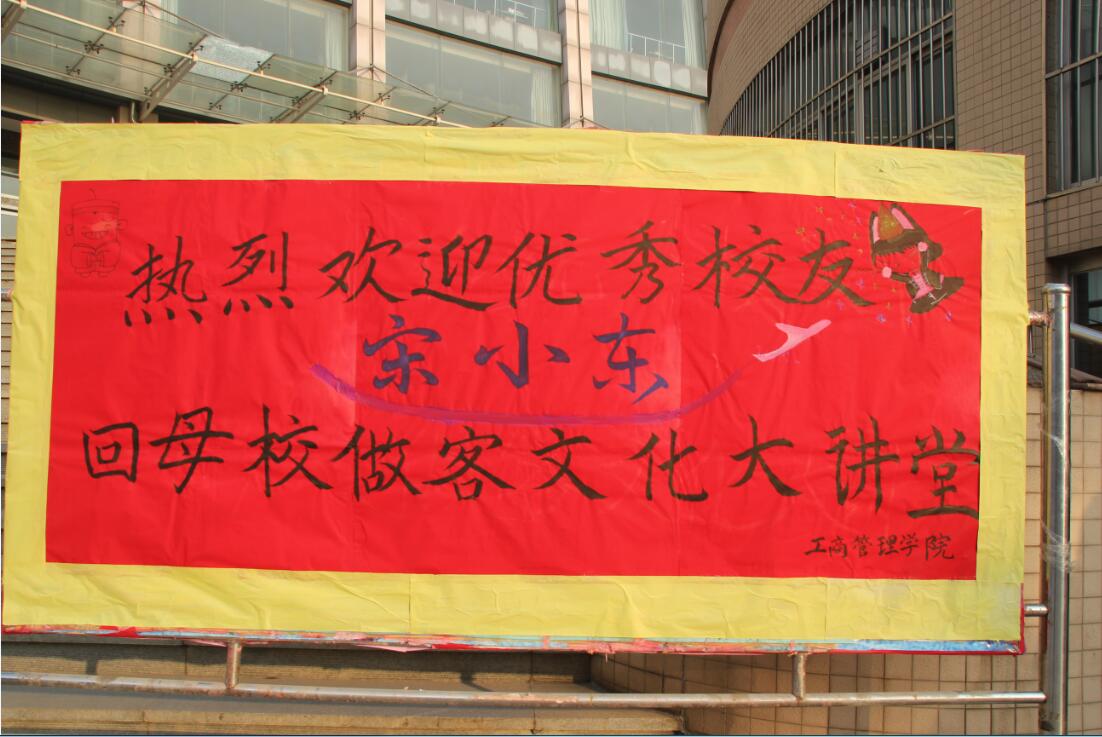 热烈欢迎优秀校友
宋小东
回母校做客文化大讲堂
工商管理学院